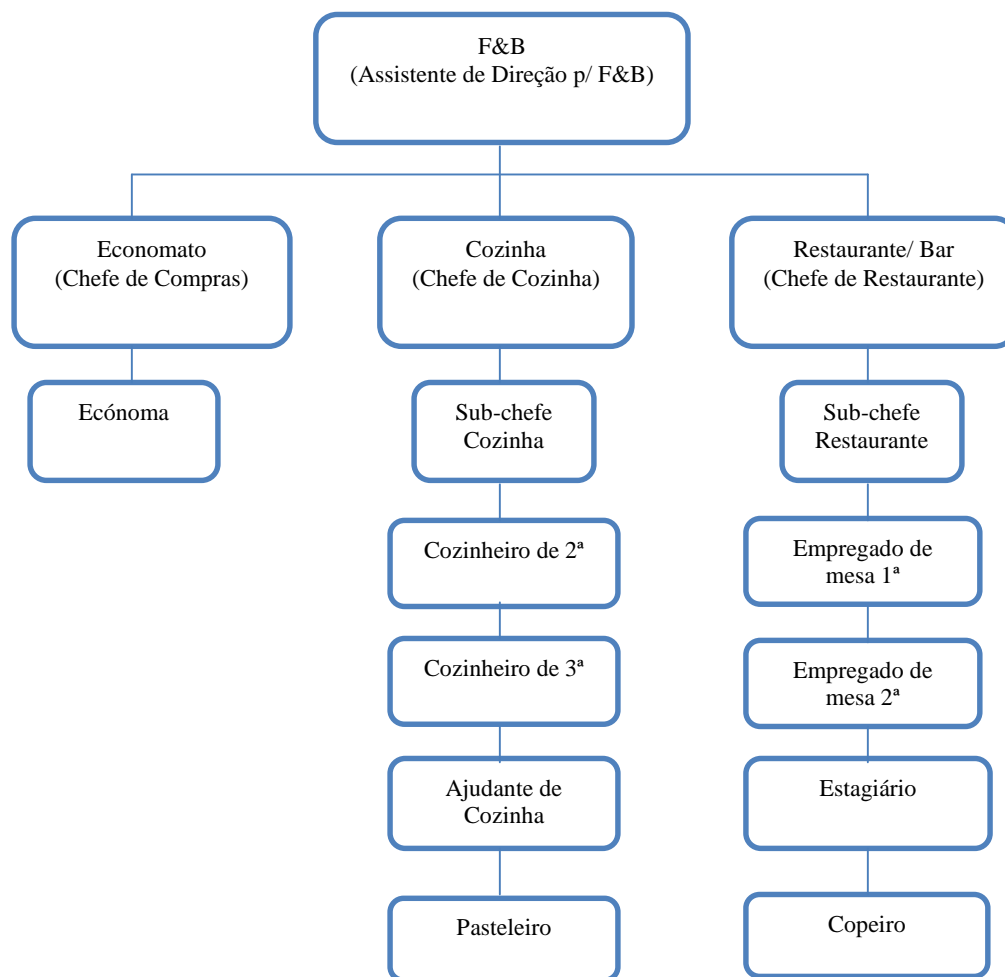 F&B
(Assistente de Direção p/ F&B)
Economato
(Chefe de Compras)
Cozinha
(Chefe de Cozinha)
Restaurante/ Bar
(Chefe de Restaurante)
Ecónoma
Sub-chefe
Cozinha
Sub-chefe
Restaurante
Cozinheiro de 2ª
Empregado de
mesa 1ª
Cozinheiro de 3ª
Empregado de
mesa 2ª
Ajudante de
Cozinha
Estagiário
Pasteleiro
Copeiro